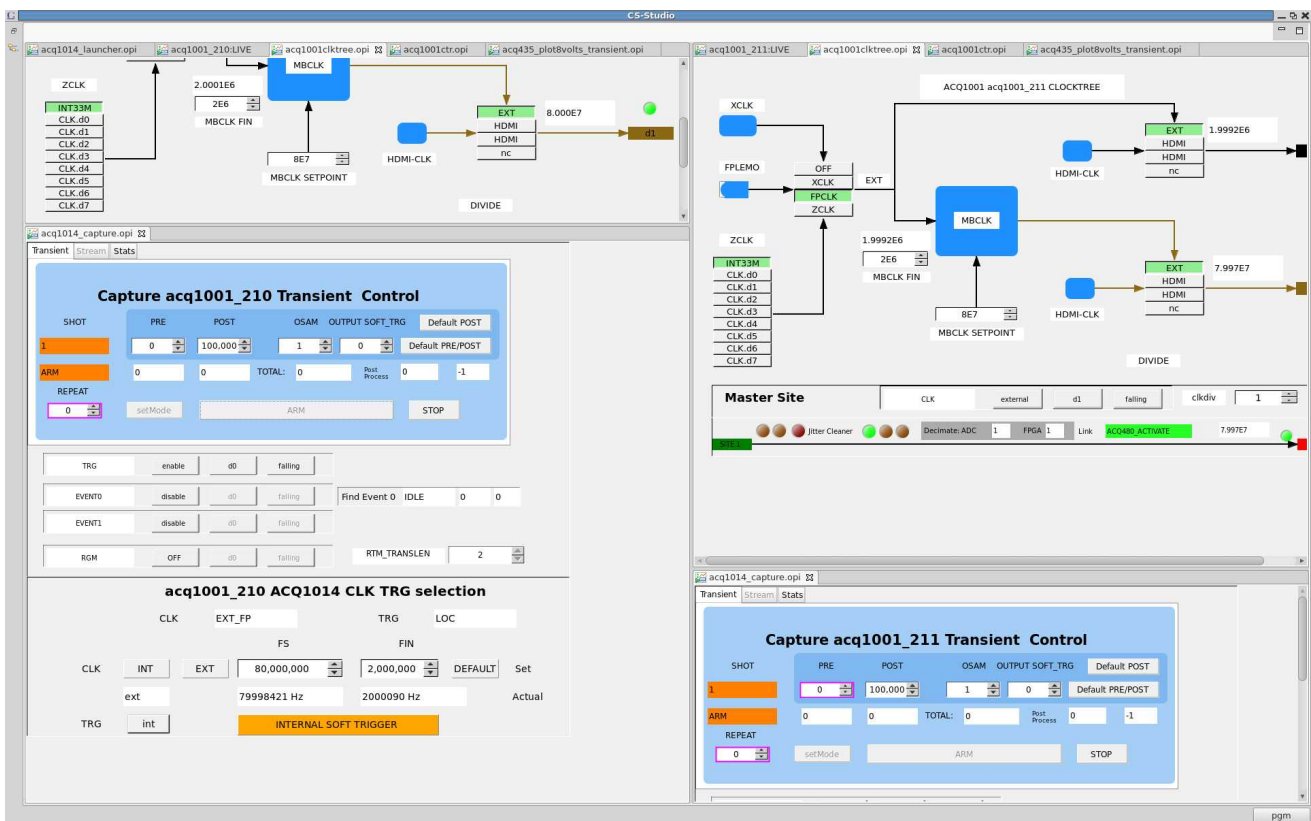 CS-Studio
acq1014_launcher.opi acq1001_210:LIVE acq1001clktree.opi acq1001ctr.opi acq435_plot8volts_transient.opi
MBCLK
ZCLK 2.0001E6
INT33M 2E6
CLK.d0 MBCLK FIN
CLK.d1
CLK.d2
CLK.d3
CLK.d4
CLK.d5
CLK.d6
CLK.d7
8E7
MBCLK SETPOINT
HDMI-CLK
EXT 8.000E7
HDMI
HDMI d1
nc
DIVIDE
acq1014_capture.opi
Transient Stream Stats
Capture acq1001_210 Transient Control
SHOT PRE POST OSAM OUTPUT SOFT_TRG Default POST
1 0 100,000 1 0 Default PRE/POST
ARM 0 0 TOTAL: 0 Post Process 0 -1
REPEAT
0 setMode ARM STOP
TRG enable d0 falling
EVENT0 disable d0 falling Find Event 0 IDLE 0 0
EVENT1 disable d0 falling
RGM OFF d0 falling RTM_TRANSLEN 2
acq1001_210 ACQ1014 CLK TRG selection
CLK EXT_FP TRG LOC
FS FIN
CLK INT EXT 80,000,000 2,000,000 DEFAULT Set
ext 79998421 Hz 2000090 Hz Actual
TRG int INTERNAL SOFT TRIGGER
acq1001_211:LIVE acq1001clktree.opi acq1001ctr.opi acq435_plot8volts_transient.opi
ACQ1001 acq1001_211 CLOCKTREE
XCLK
FPLEMO
OFF
XCLK EXT
FPCLK
ZCLK
EXT 1.9992E6
HDMI
HDMI
nc
HDMI-CLK
MBCLK
ZCLK 1.9992E6
INT33M 2E6
CLK.d0 MBCLK FIN
CLK.d1
CLK.d2
CLK.d3
CLK.d4
CLK.d5
CLK.d6
CLK.d7
8E7
MBCLK SETPOINT
EXT 7.997E7
HDMI
HDMI
nc
HDMI-CLK
DIVIDE
Master Site CLK external d1 falling clkdiv 1
Jitter Cleaner Decimate: ADC 1 FPGA 1 Link ACQ480_ACTIVATE 7.997E7
SITE 1
acq1014_capture.opi
Transient Stream Stats
Capture acq1001_211 Transient Control
SHOT PRE POST OSAM OUTPUT SOFT_TRG Default POST
1 0 100,000 1 0 Default PRE/POST
ARM 0 0 TOTAL: 0 Post Process 0 -1
REPEAT
0 setMode ARM STOP
pgm